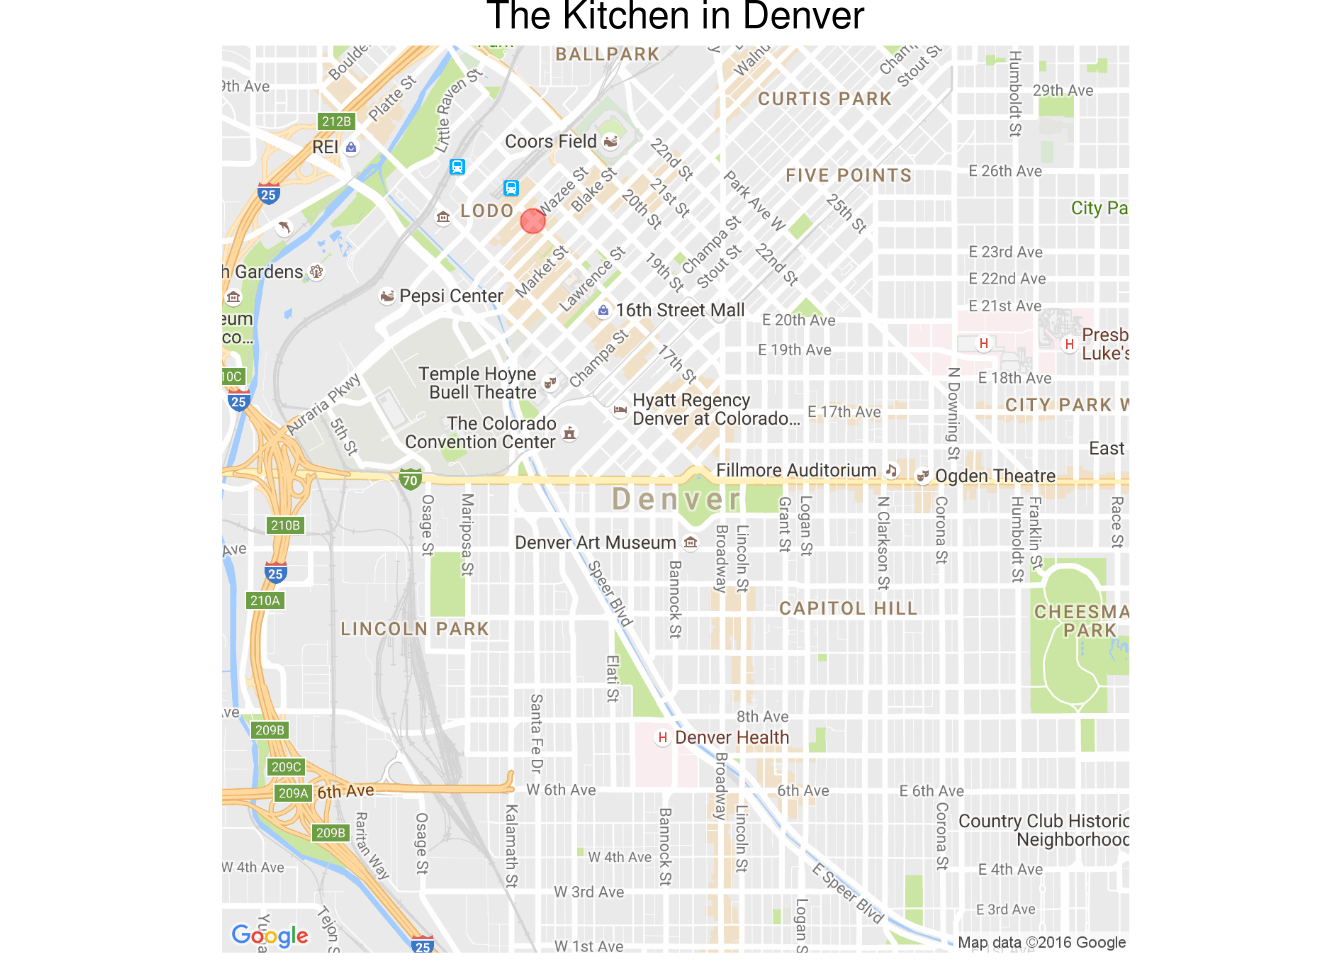 The Kitchen in Denver
BALLPARK
Boulde
Platte St
Little Raven St
Walnu
Cham
Stout St
Humboldt St
9th Ave
29th Ave
CURTIS PARK
212B
REI
Coors Field
22nd St
E 26th Ave
FIVE POINTS
25
Wazee St
Blake St
21st St
20th St
Park Ave W
25th St
City Pa
LODO
Champa St
Stout St
22nd St
E 23rd Ave
h Gardens
Market St
Lawrence St
19th St
E 22nd Ave
Pepsi Center
E 21st Ave
16th Street Mall
E 20th Ave
eum
co...
Presb
Luke's
H
H
E 19th Ave
Champa St
17th St
10C
25
Temple Hoyne
Buell Theatre
N Downing St
E 18th Ave
Auraria Pkwy
5th St
Hyatt Regency
Denver at Colorado...
E 17th Ave
CITY PARK W
The Colorado
Convention Center
East
70
Fillmore Auditorium
Ogden Theatre
Denver
Osage St
Mariposa St
Grant St
Logan St
N Clarkson St
Corona St
Humboldt St
Franklin St
Race St
210B
Ave
Denver Art Museum
Broadway
Lincoln St
25
Speer Blvd
Bannock St
210A
CAPITOL HILL
CHEESMA
PARK
LINCOLN PARK
Elati St
Santa Fe Dr
ve
209B
8th Ave
H
Denver Health
209C
Broadway
209A
6th Ave
W 6th Ave
6th Ave
E 6th Ave
209B
Raritan Way
Osage St
Kalamath St
Bannock St
Lincoln St
Corona St
Country Club Historic
Neighborhood
W 4th Ave
W 4th Ave
E 4th Ave
W 3rd Ave
E Speer Blvd
E 3rd Ave
Tejon S
Logan S
Google
25
W 1st Ave
Map data ©2016 Google